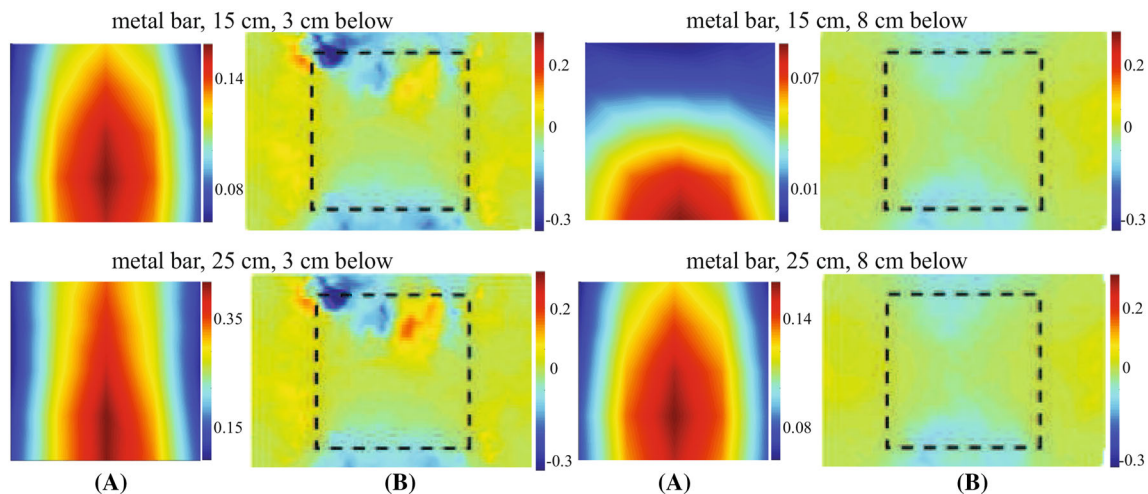 metal bar, 15 cm, 3 cm below
metal bar, 15 cm, 8 cm below
0.14
0.08
0.2
0
-0.3
0.07
0.01
0.2
0
-0.3
metal bar, 25 cm, 3 cm below
metal bar, 25 cm, 8 cm below
0.35
0.15
0.2
0
-0.3
0.14
0.08
0.2
0
-0.3
(A)
(B)
(A)
(B)